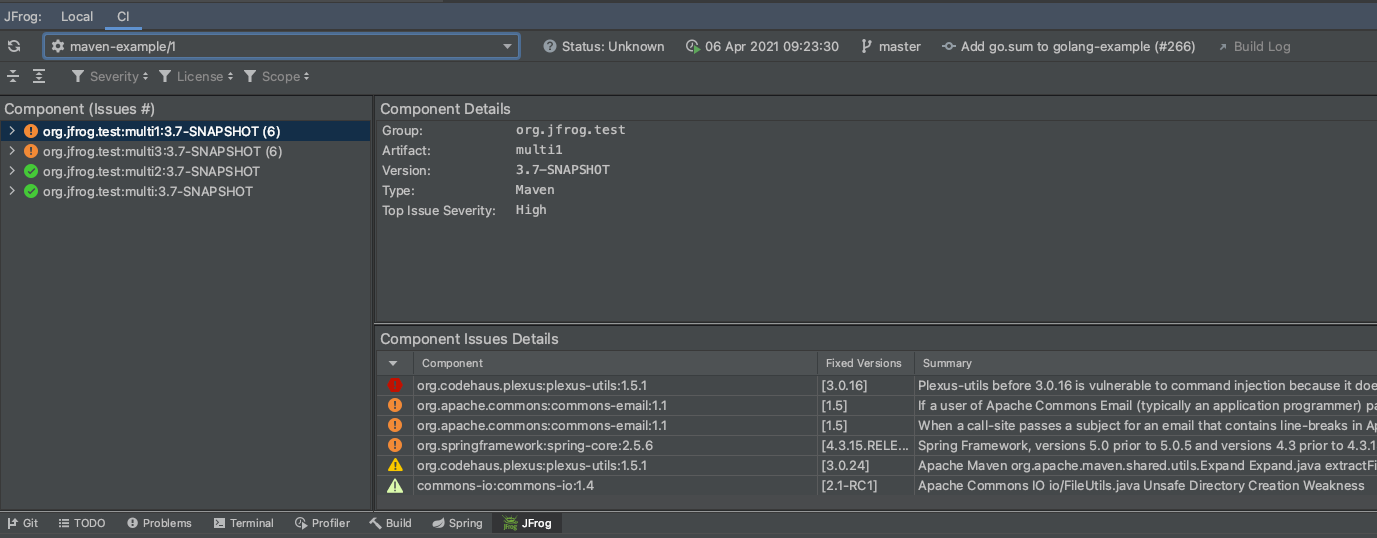 JFrog: Local CI
maven-example/1 Status: Unknown 06 Apr 2021 09:23:30 master Add go.sum to golang-example (#266) Build Log
Severity License Scope
Component (Issues #)
org.jfrog.test:multi1:3.7-SNAPSHOT (6)
org.jfrog.test:multi3:3.7-SNAPSHOT (6)
org.jfrog.test:multi2:3.7-SNAPSHOT
org.jfrog.test:multi:3.7-SNAPSHOT
Component Details
Group: org.jfrog.test
Artifact: multi1
Version: 3.7-SNAPSHOT
Type: Maven
Top Issue Severity: High
Component Issues Details
Component Fixed Versions Summary
org.codehaus.plexus:plexus-utils:1.5.1 [3.0.16] Plexus-utils before 3.0.16 is vulnerable to command injection because it doe
org.apache.commons:commons-email:1.1 [1.5] If a user of Apache Commons Email (typically an application programmer) pa
org.apache.commons:commons-email:1.1 [1.5] When a call-site passes a subject for an email that contains line-breaks in Ap
org.springframework:spring-core:2.5.6 [4.3.15.RELE... Spring Framework, versions 5.0 prior to 5.0.5 and versions 4.3 prior to 4.3.1
org.codehaus.plexus:plexus-utils:1.5.1 [3.0.24] Apache Maven org.apache.maven.shared.utils.Expand Expand.java extractFi
commons-io:commons-io:1.4 [2.1-RC1] Apache Commons IO io/FileUtils.java Unsafe Directory Creation Weakness
Git TODO Problems Terminal Profiler Build Spring JFrog